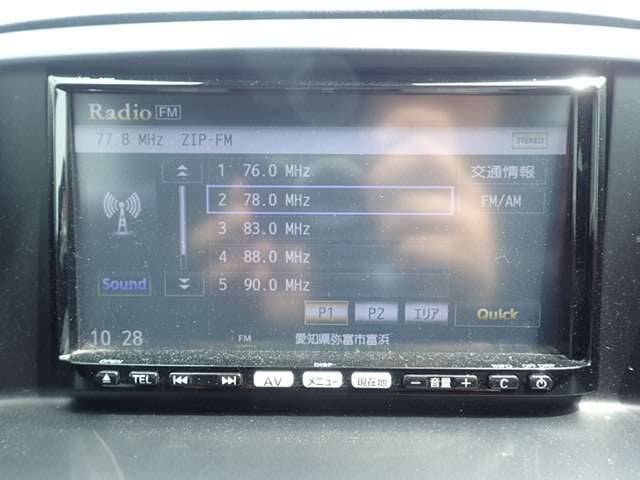 Radio FM
77.8 MHz ZIP-FM STEREO
1 76.0 MHz 交通情報
2 78.0 MHz FM/AM
3 83.0 MHz
4 88.0 MHz
Sound 5 90.0 MHz
P1 P2 エリア Quick
10 28 FM 愛知県弥富市富浜
OPEN DISP
TEL AV メニュー 現在地 － 音量 ＋ C